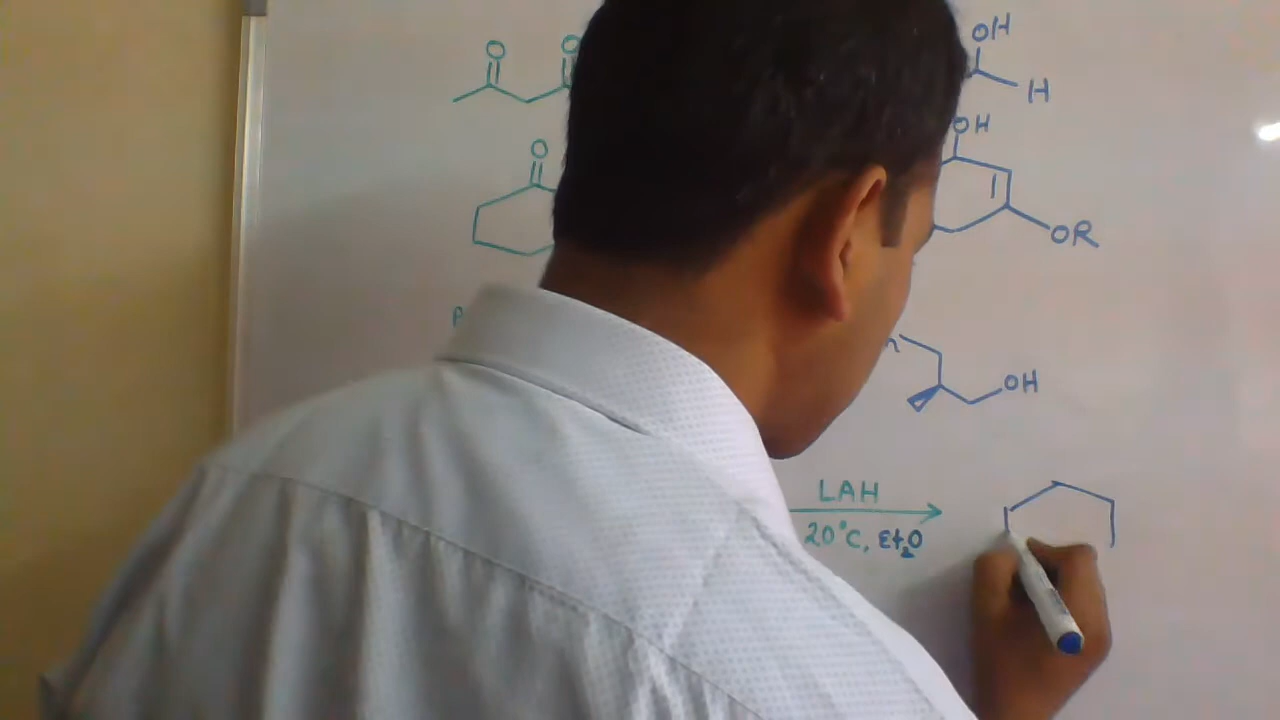 O O OH
H
O OH
OR
OH
LAH
20°C, Et₂O